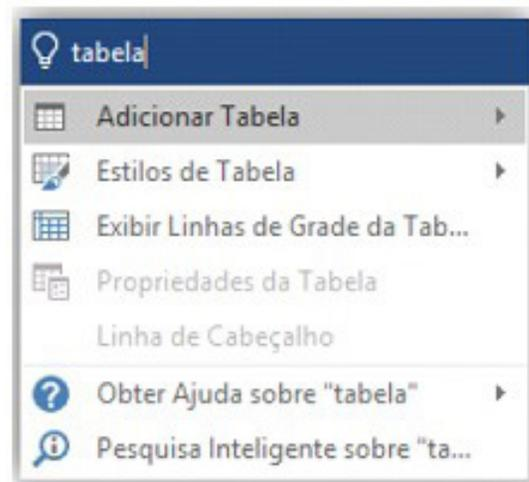 tabela
Adicionar Tabela
Estilos de Tabela
Exibir Linhas de Grade da Tab...
Propriedades da Tabela
Linha de Cabeçalho
Obter Ajuda sobre "tabela"
Pesquisa Inteligente sobre "ta...